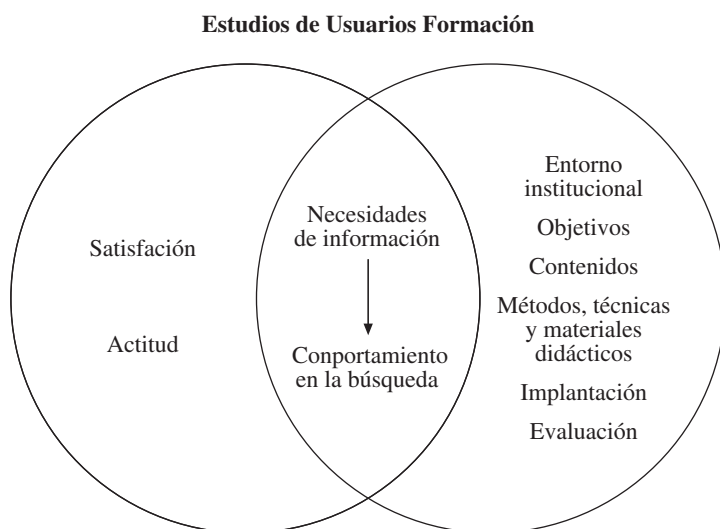 Estudios de Usuarios Formación
Satisfacción
Actitud
Necesidades
de información
Conportamiento
en la búsqueda
Entorno
institucional
Objetivos
Contenidos
Métodos, técnicas
y materiales
didácticos
Implantación
Evaluación